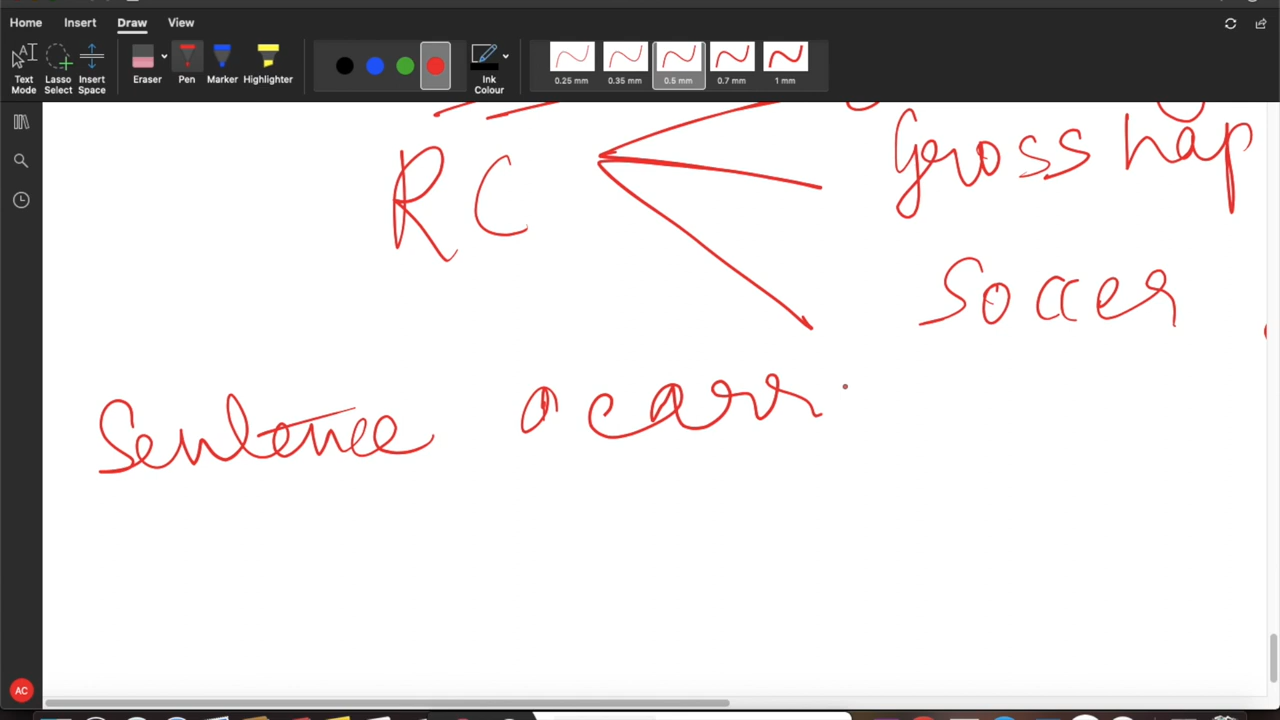 Home Insert Draw View
Text Mode Lasso Select Insert Space Eraser Pen Marker Highlighter Ink Colour 0.25 mm 0.35 mm 0.5 mm 0.7 mm 1 mm
Gross hap
RC
Soccer
Sentence
AC